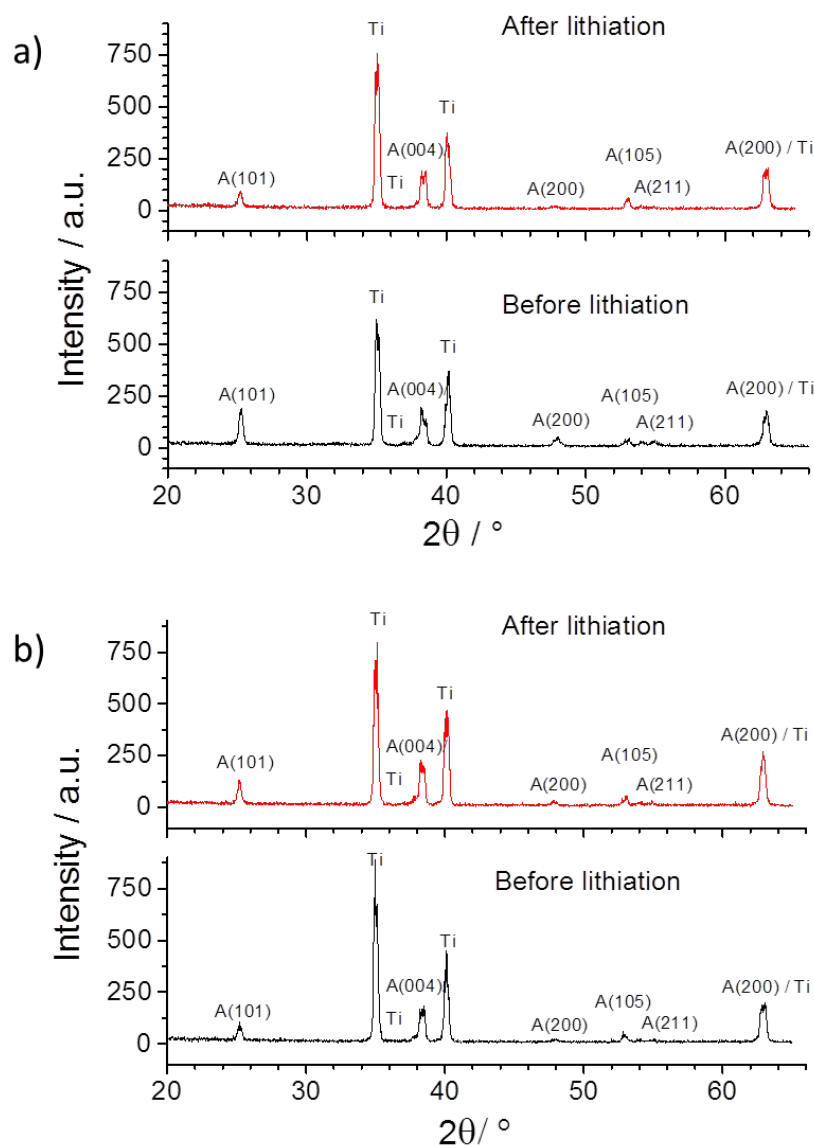 a)
After lithiation
Ti
Ti
A(004)/
Ti
A(101)
A(200)
A(105)
A(211)
A(200) / Ti
750
500
250
0
Before lithiation
Ti
Ti
A(004)/
Ti
A(101)
A(200)
A(105)
A(211)
A(200) / Ti
750
500
250
0
Intensity / a.u.
20 30 40 50 60
2θ / °
b)
After lithiation
Ti
Ti
A(004)/
Ti
A(101)
A(200)
A(105)
A(211)
A(200) / Ti
750
500
250
0
Before lithiation
Ti
Ti
A(004)/
Ti
A(101)
A(200)
A(105)
A(211)
A(200) / Ti
750
500
250
0
Intensity / a.u.
20 30 40 50 60
2θ/ °